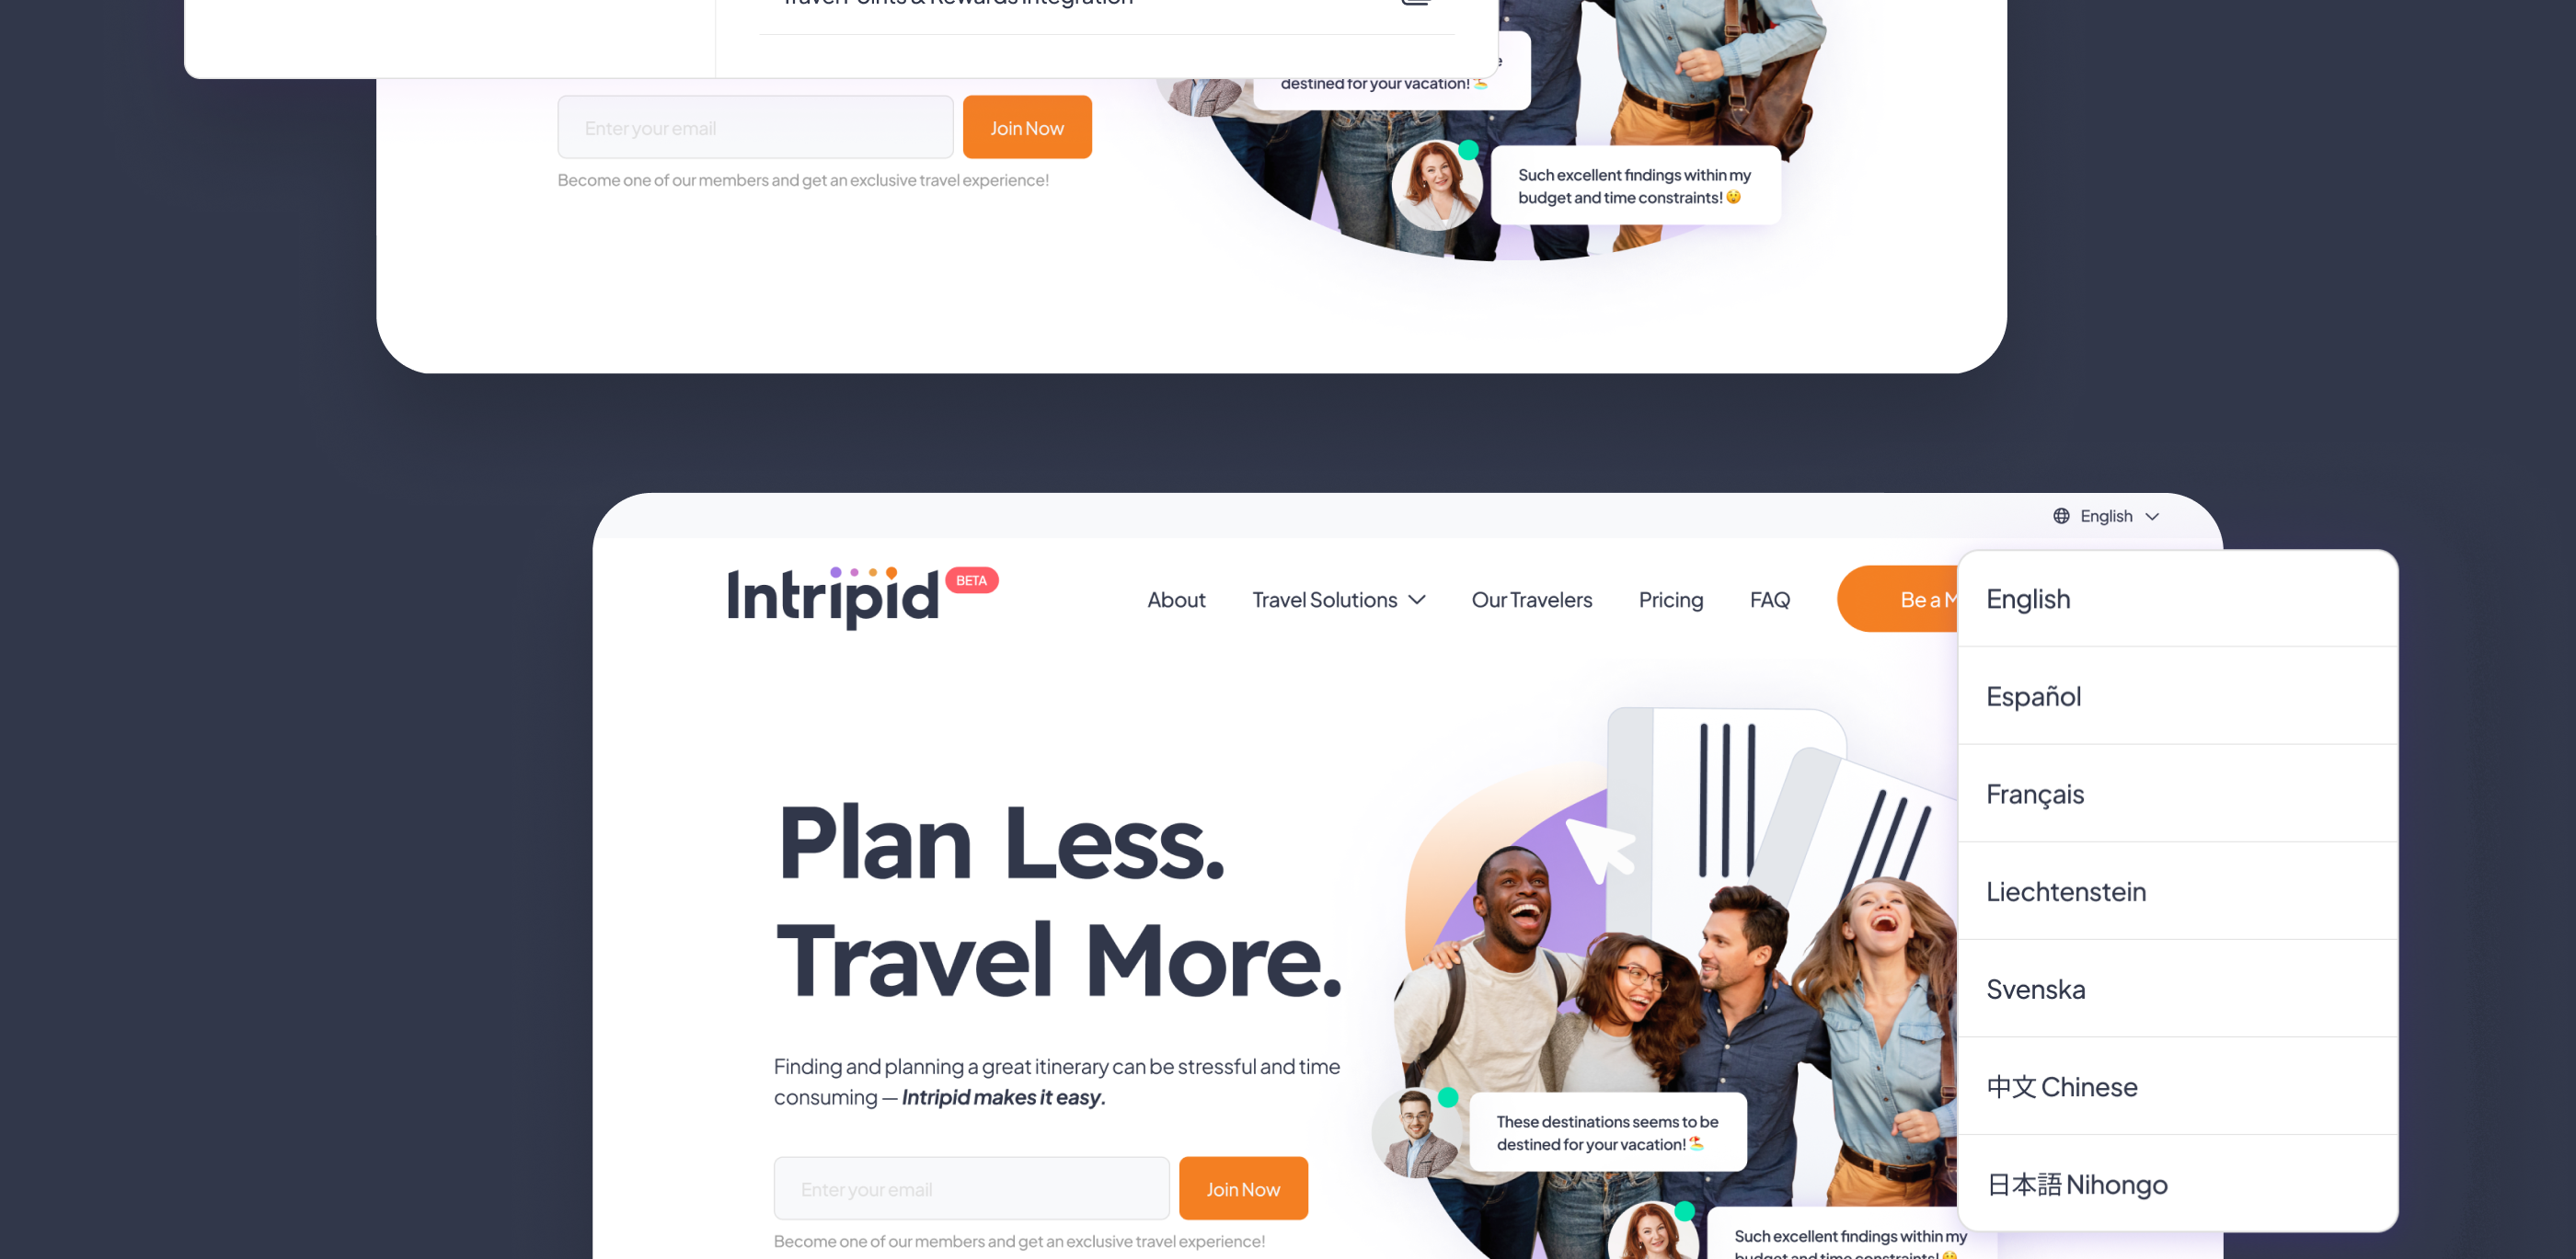 Travel Points & Rewards Integration
destined for your vacation! 🏖️
Enter your email
Join Now
Become one of our members and get an exclusive travel experience!
Such excellent findings within my
budget and time constraints! 😲
English
Intripid
BETA
About
Travel Solutions
Our Travelers
Pricing
FAQ
Be a M
English
Español
Français
Liechtenstein
Svenska
中文 Chinese
日本語 Nihongo
Plan Less.
Travel More.
Finding and planning a great itinerary can be stressful and time
consuming — Intripid makes it easy.
These destinations seems to be
destined for your vacation! 🏖️
Enter your email
Join Now
Become one of our members and get an exclusive travel experience!
Such excellent findings within my
budget and time constraints! 😲